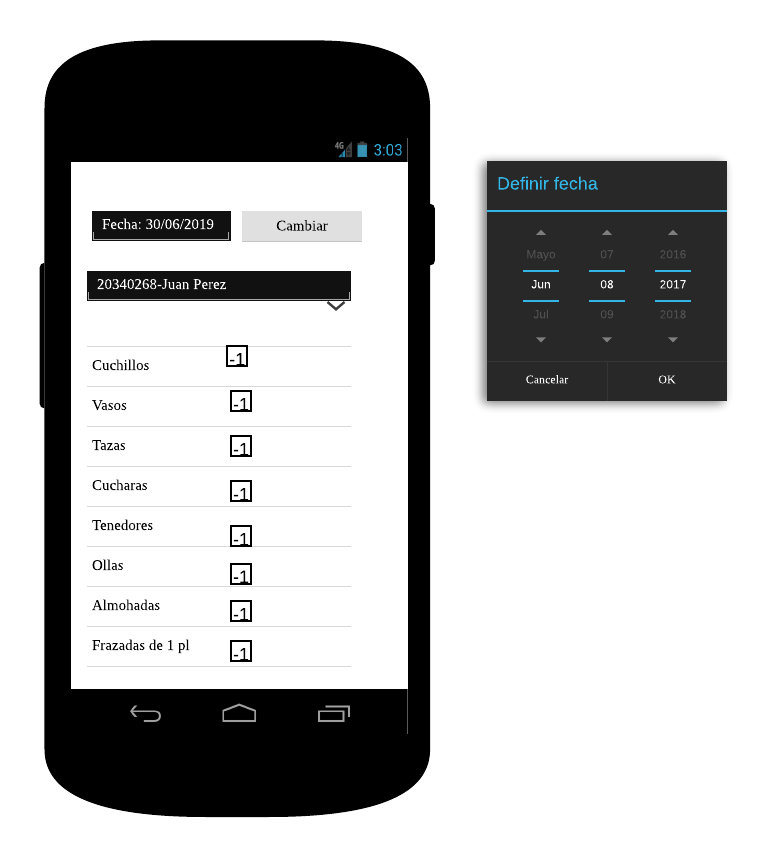 4G 3:03
Fecha: 30/06/2019 Cambiar
20340268-Juan Perez
Cuchillos -1
Vasos -1
Tazas -1
Cucharas -1
Tenedores -1
Ollas -1
Almohadas -1
Frazadas de 1 pl -1
Definir fecha
Mayo 07 2016
Jun 08 2017
Jul 09 2018
Cancelar OK